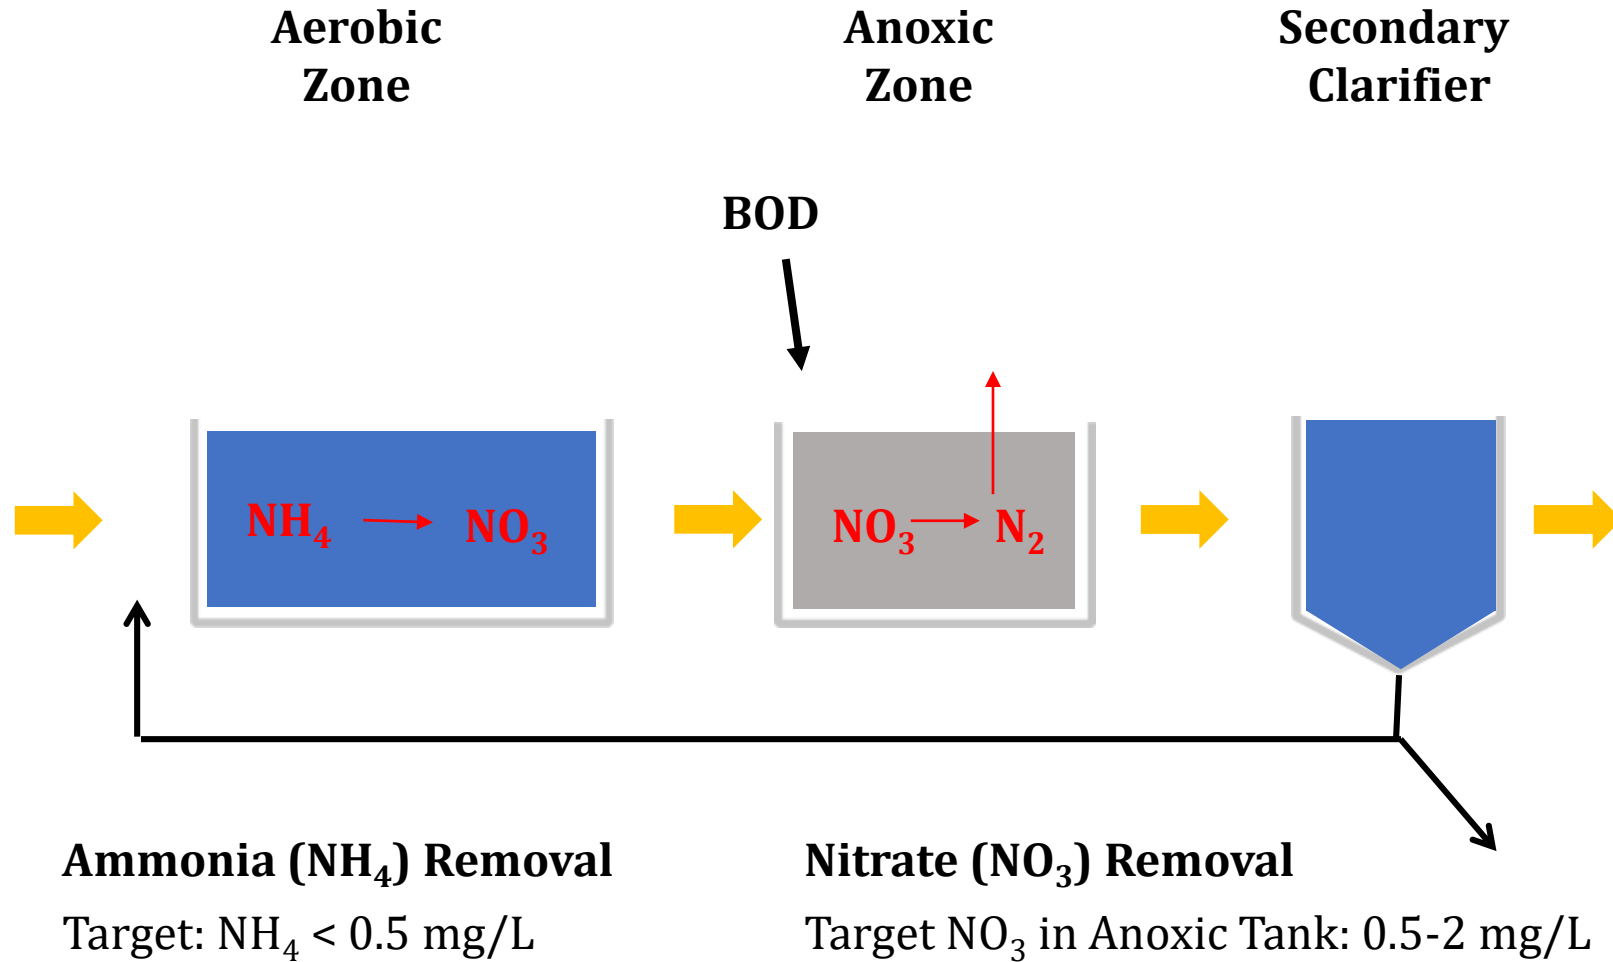 Aerobic
Zone
Anoxic
Zone
Secondary
Clarifier
BOD
NH₄
NO₃
NO₃
N₂
Ammonia (NH₄) Removal
Target: NH₄ < 0.5 mg/L
Nitrate (NO₃) Removal
Target NO₃ in Anoxic Tank: 0.5-2 mg/L